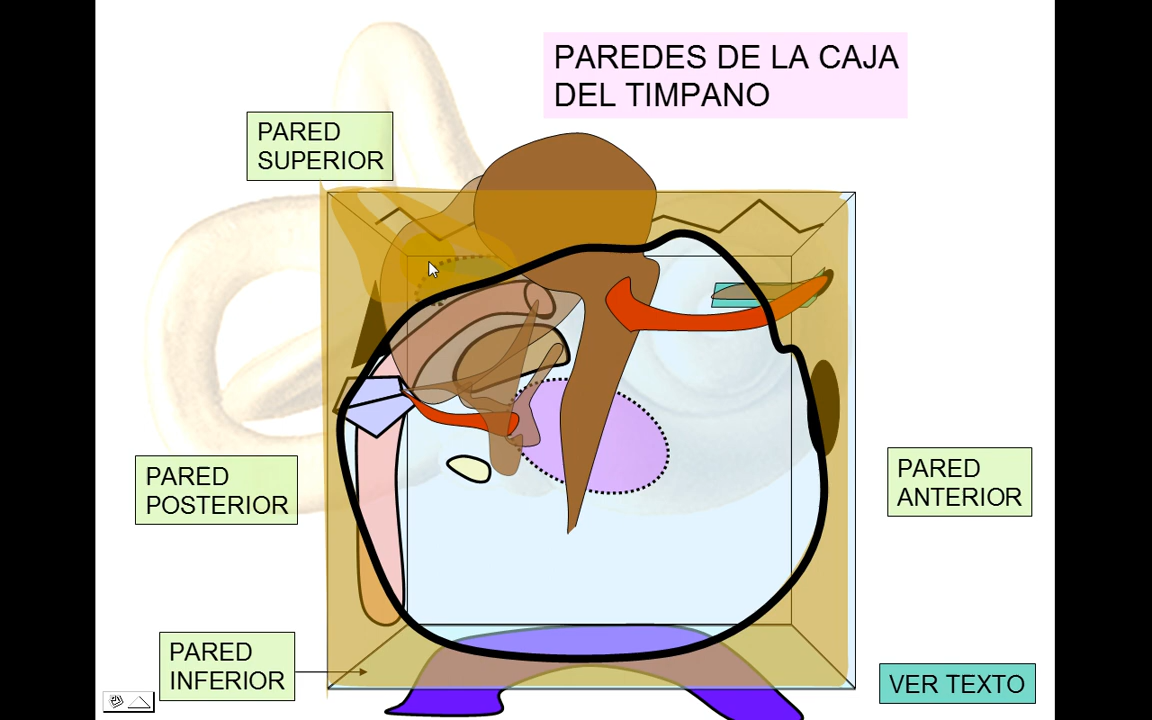 PAREDES DE LA CAJA
DEL TIMPANO
PARED
SUPERIOR
PARED
POSTERIOR
PARED
ANTERIOR
PARED
INFERIOR
VER TEXTO